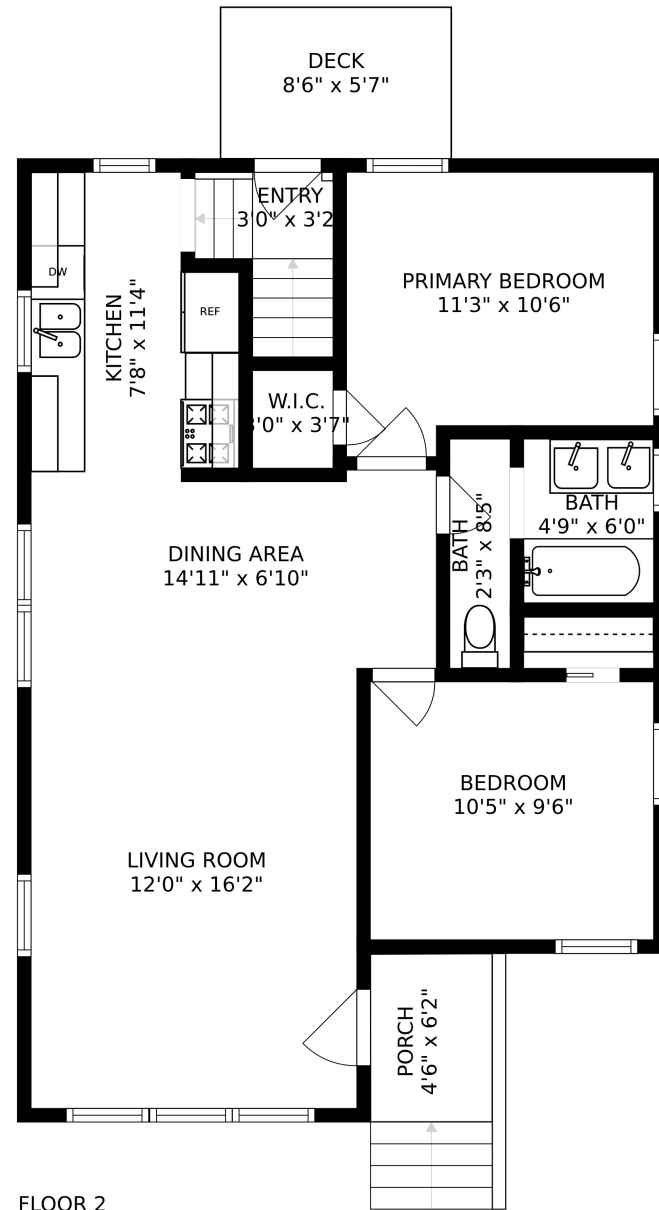 DECK
8'6" x 5'7"
ENTRY
3'0" x 3'2
PRIMARY BEDROOM
11'3" x 10'6"
DW
KITCHEN
7'8" x 11'4"
REF
W.I.C.
'0" x 3'7"
BATH
4'9" x 6'0"
BATH
2'3" x 8'5"
DINING AREA
14'11" x 6'10"
BEDROOM
10'5" x 9'6"
LIVING ROOM
12'0" x 16'2"
PORCH
4'6" x 6'2"
FLOOR 2